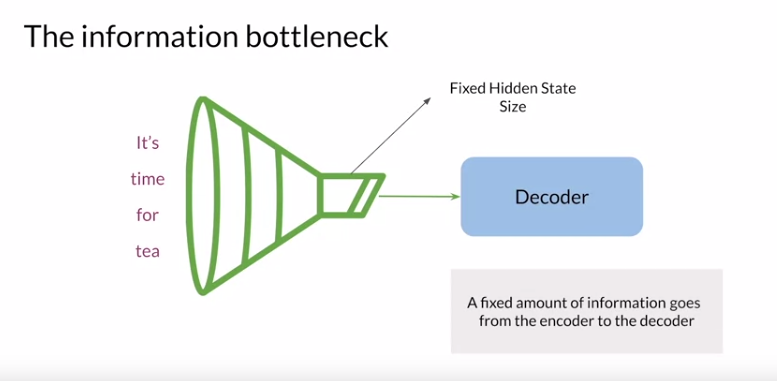 The information bottleneck
Fixed Hidden State
Size
It's
time
for
tea
Decoder
A fixed amount of information goes
from the encoder to the decoder